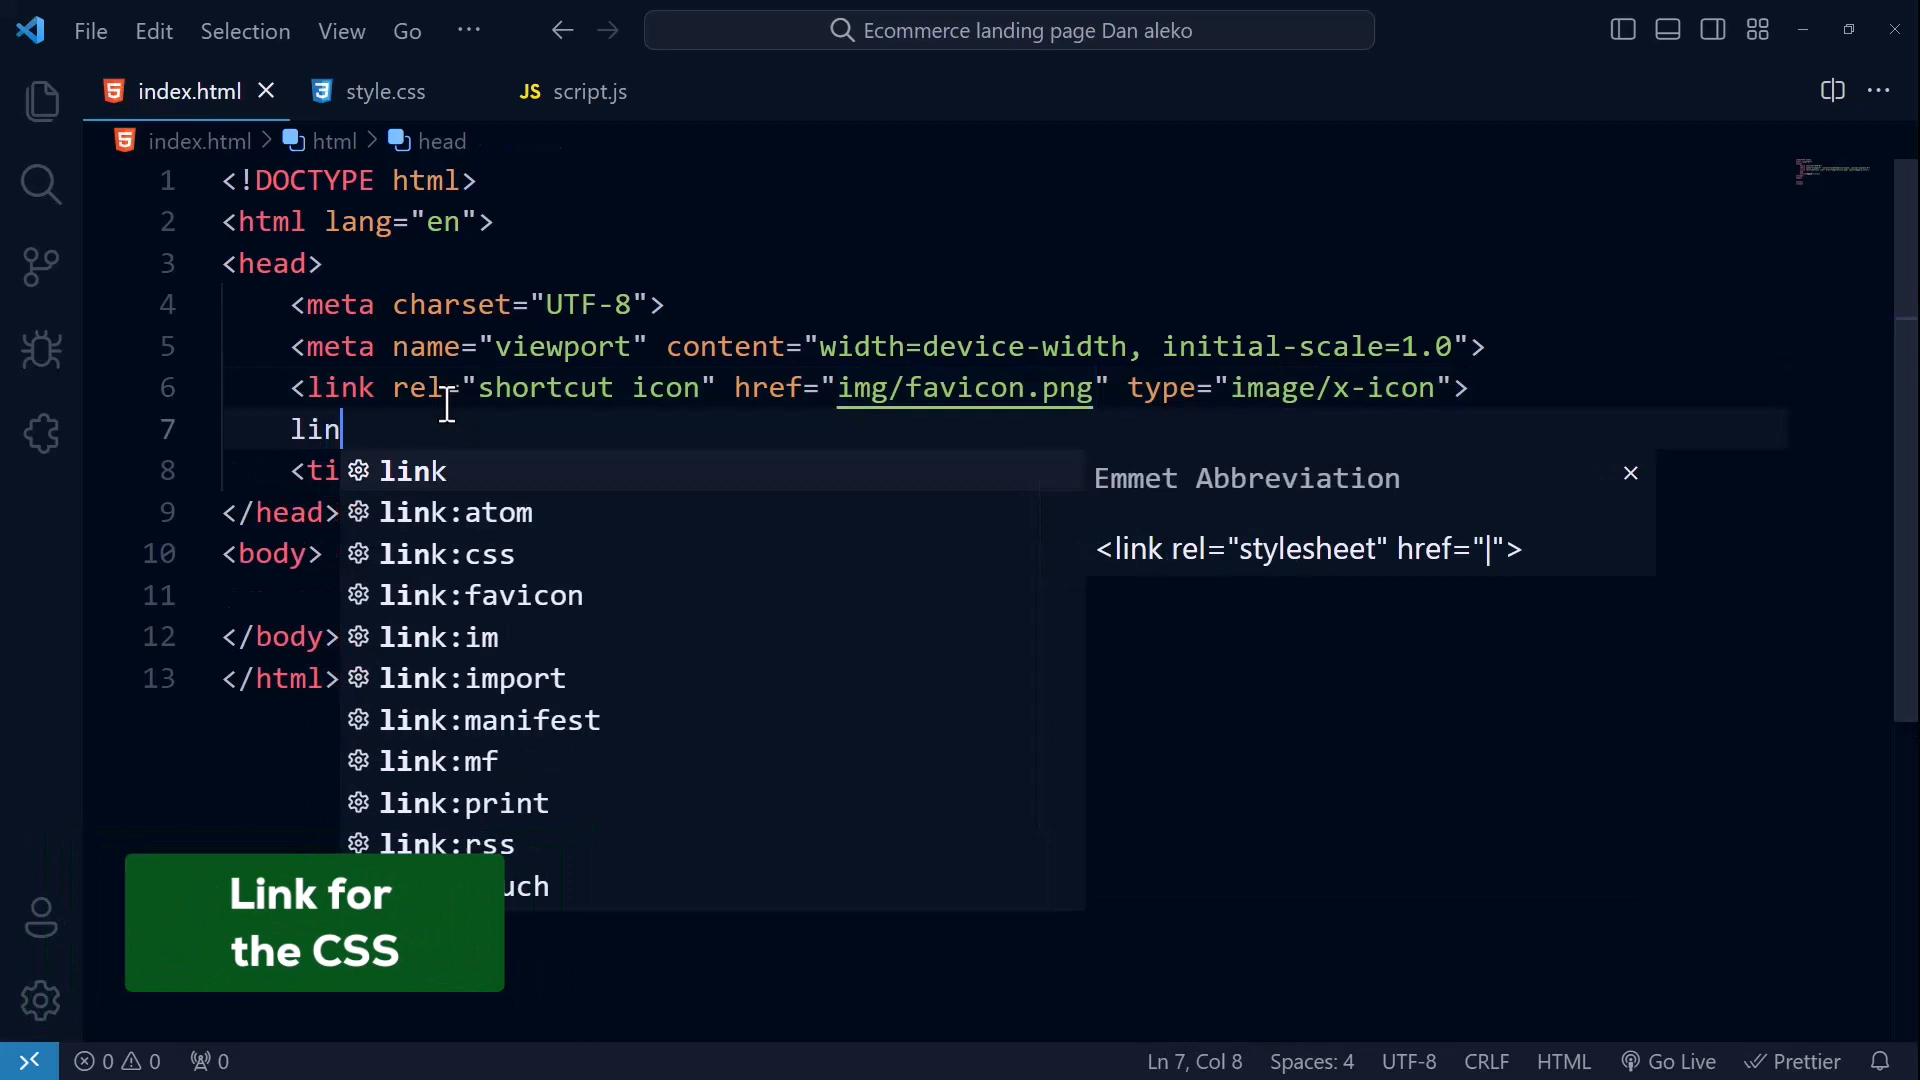 File Edit Selection View Go ··· Ecommerce landing page Dan aleko
index.html style.css JS script.js
index.html > html > head
1 <!DOCTYPE html>
2 <html lang="en">
3 <head>
4 <meta charset="UTF-8">
5 <meta name="viewport" content="width=device-width, initial-scale=1.0">
6 <link rel="shortcut icon" href="img/favicon.png" type="image/x-icon">
7 lin
8 <ti link
9 </head> link:atom
10 <body> link:css
11 link:favicon
12 </body> link:im
13 </html> link:import
link:manifest
link:mf
link:print
link:rss
uch
Emmet Abbreviation
<link rel="stylesheet" href="|">
Link for
the CSS
0 0 0 Ln 7, Col 8 Spaces: 4 UTF-8 CRLF HTML Go Live Prettier